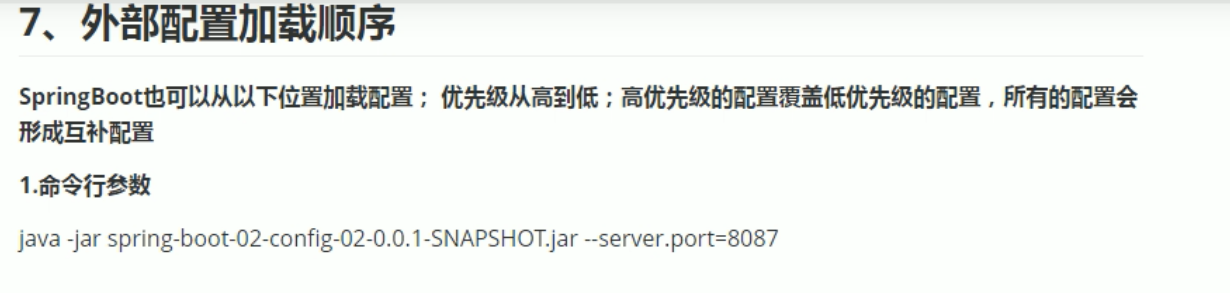 7、外部配置加载顺序
SpringBoot也可以从以下位置加载配置； 优先级从高到低；高优先级的配置覆盖低优先级的配置，所有的配置会
形成互补配置
1.命令行参数
java -jar spring-boot-02-config-02-0.0.1-SNAPSHOT.jar --server.port=8087